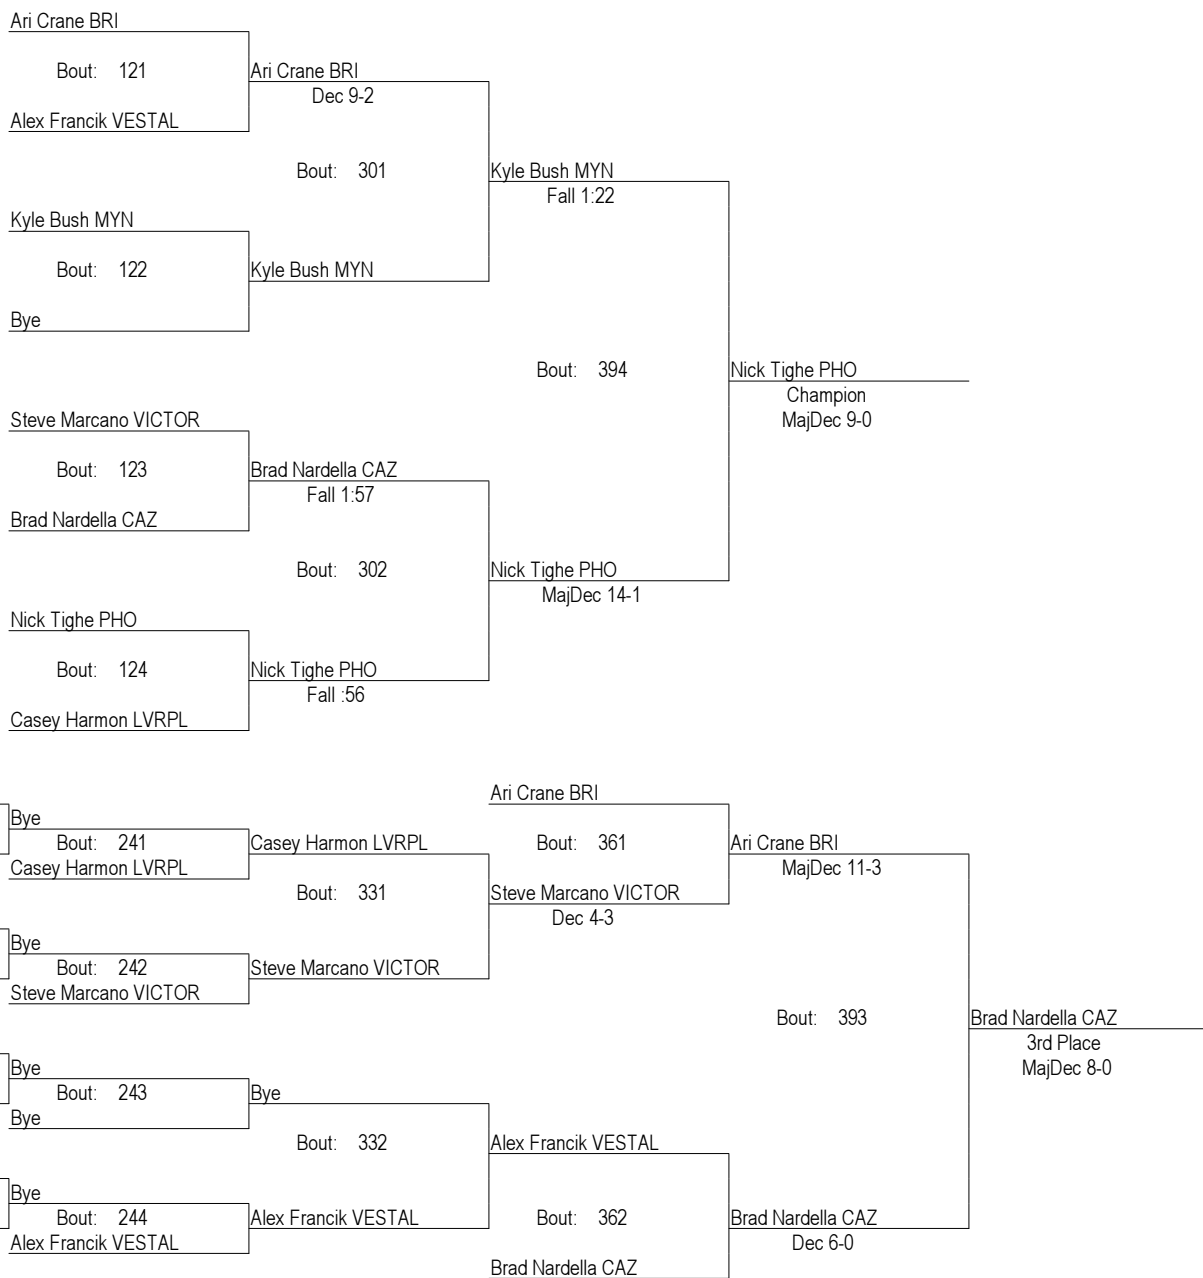 Ari Crane BRI
Bout: 121
Ari Crane BRI
Dec 9-2
Alex Francik VESTAL
Bout: 301
Kyle Bush MYN
Fall 1:22
Kyle Bush MYN
Bout: 122
Kyle Bush MYN
Bye
Bout: 394
Nick Tighe PHO
Champion
MajDec 9-0
Steve Marcano VICTOR
Bout: 123
Brad Nardella CAZ
Fall 1:57
Brad Nardella CAZ
Bout: 302
Nick Tighe PHO
MajDec 14-1
Nick Tighe PHO
Bout: 124
Nick Tighe PHO
Fall :56
Casey Harmon LVRPL
Ari Crane BRI
Bye
Bout: 241
Casey Harmon LVRPL
Bout: 361
Ari Crane BRI
MajDec 11-3
Casey Harmon LVRPL
Bout: 331
Steve Marcano VICTOR
Dec 4-3
Bye
Bout: 242
Steve Marcano VICTOR
Steve Marcano VICTOR
Bout: 393
Brad Nardella CAZ
3rd Place
MajDec 8-0
Bye
Bout: 243
Bye
Bye
Bout: 332
Alex Francik VESTAL
Bye
Bout: 244
Alex Francik VESTAL
Bout: 362
Brad Nardella CAZ
Dec 6-0
Alex Francik VESTAL
Brad Nardella CAZ